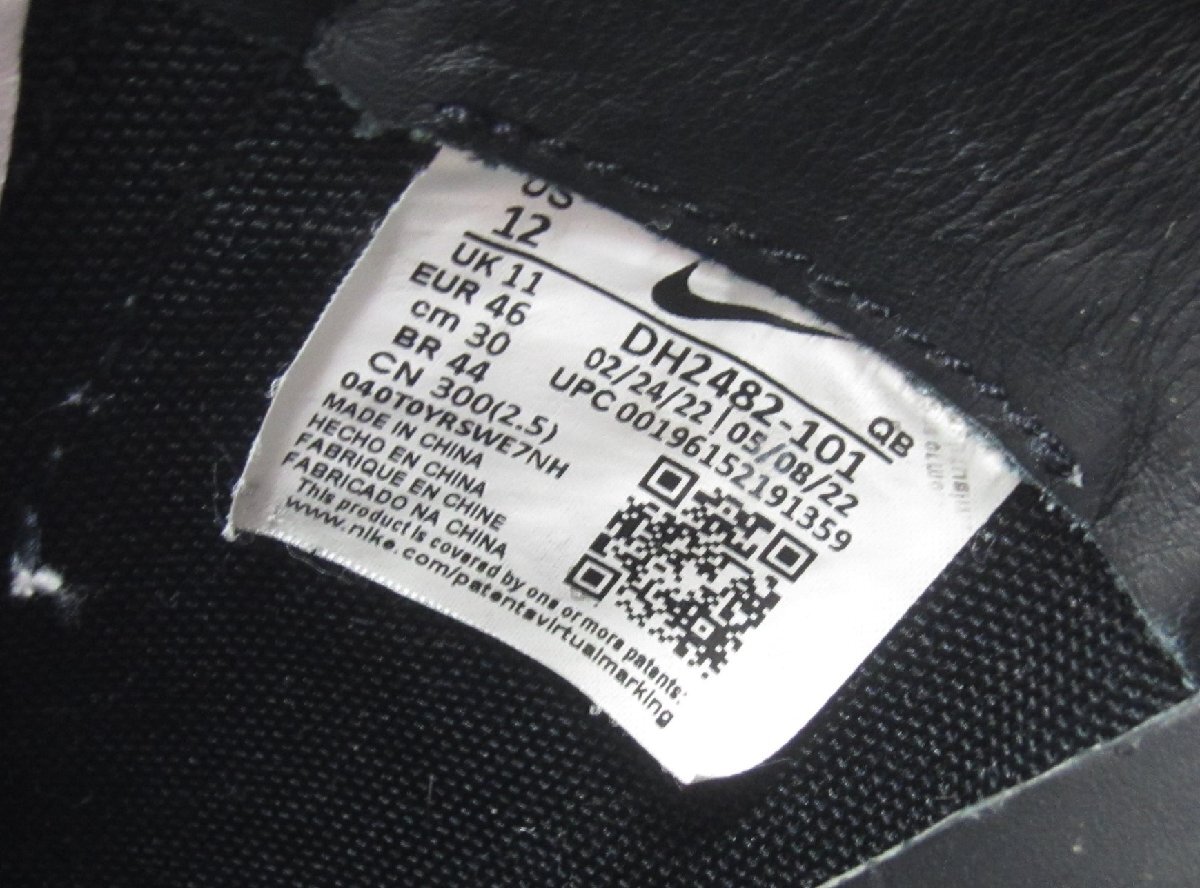 US
12
UK 11
EUR 46
cm 30
BR 44
CN 300(2.5)
040T0YRSWE7NH
MADE IN CHINA
HECHO EN CHINA
FABRIQUE EN CHINE
FABRICADO NA CHINA
This product is covered by one or more patents:
www.nike.com/patentsvirtualmarking
DH2482-101
QB
02/24/22 | 05/08/22
UPC 00196152191359